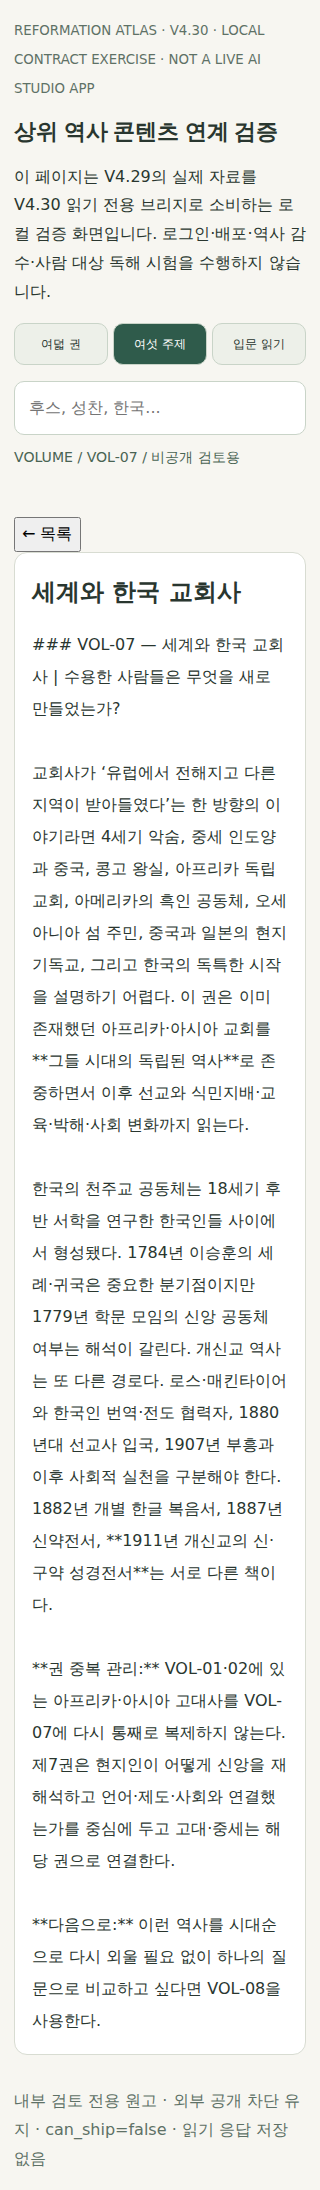 REFORMATION ATLAS · V4.30 · LOCAL
CONTRACT EXERCISE · NOT A LIVE AI
STUDIO APP
상위 역사 콘텐츠 연계 검증
이 페이지는 V4.29의 실제 자료를
V4.30 읽기 전용 브리지로 소비하는 로
컬 검증 화면입니다. 로그인·배포·역사 감
수·사람 대상 독해 시험을 수행하지 않습
니다.
여덟 권
여섯 주제
입문 읽기
후스, 성찬, 한국…
VOLUME / VOL-07 / 비공개 검토용
← 목록
세계와 한국 교회사
### VOL-07 — 세계와 한국 교회
사 | 수용한 사람들은 무엇을 새로
만들었는가?
교회사가 ‘유럽에서 전해지고 다른
지역이 받아들였다’는 한 방향의 이
야기라면 4세기 악숨, 중세 인도양
과 중국, 콩고 왕실, 아프리카 독립
교회, 아메리카의 흑인 공동체, 오세
아니아 섬 주민, 중국과 일본의 현지
기독교, 그리고 한국의 독특한 시작
을 설명하기 어렵다. 이 권은 이미
존재했던 아프리카·아시아 교회를
**그들 시대의 독립된 역사**로 존
중하면서 이후 선교와 식민지배·교
육·박해·사회 변화까지 읽는다.
한국의 천주교 공동체는 18세기 후
반 서학을 연구한 한국인들 사이에
서 형성됐다. 1784년 이승훈의 세
례·귀국은 중요한 분기점이지만
1779년 학문 모임의 신앙 공동체
여부는 해석이 갈린다. 개신교 역사
는 또 다른 경로다. 로스·매킨타이어
와 한국인 번역·전도 협력자, 1880
년대 선교사 입국, 1907년 부흥과
이후 사회적 실천을 구분해야 한다.
1882년 개별 한글 복음서, 1887년
신약전서, **1911년 개신교의 신·
구약 성경전서**는 서로 다른 책이
다.
**권 중복 관리:** VOL-01·02에 있
는 아프리카·아시아 고대사를 VOL-
07에 다시 통째로 복제하지 않는다.
제7권은 현지인이 어떻게 신앙을 재
해석하고 언어·제도·사회와 연결했
는가를 중심에 두고 고대·중세는 해
당 권으로 연결한다.
**다음으로:** 이런 역사를 시대순
으로 다시 외울 필요 없이 하나의 질
문으로 비교하고 싶다면 VOL-08을
사용한다.
내부 검토 전용 원고 · 외부 공개 차단 유
지 · can_ship=false · 읽기 응답 저장
없음